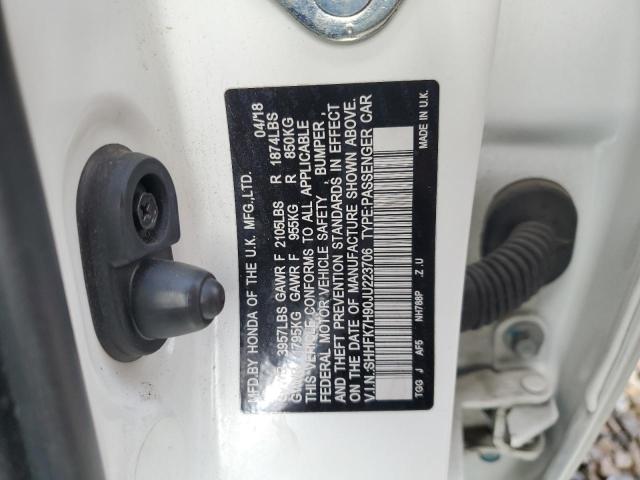 MFD.BY HONDA OF THE U.K. MFG.,LTD. 04/18
3957LBS GAWR F 2105LBS R 1874LBS
1795KG GAWR F 955KG R 850KG
THIS VEHICLE CONFORMS TO ALL APPLICABLE
FEDERAL MOTOR VEHICLE SAFETY , BUMPER ,
AND THEFT PREVENTION STANDARDS IN EFFECT
ON THE DATE OF MANUFACTURE SHOWN ABOVE.
V.I.N.:SHHFK7H90JU223706 TYPE:PASSENGER CAR
TGG J AF5 NH788P .Z.U MADE IN U.K.